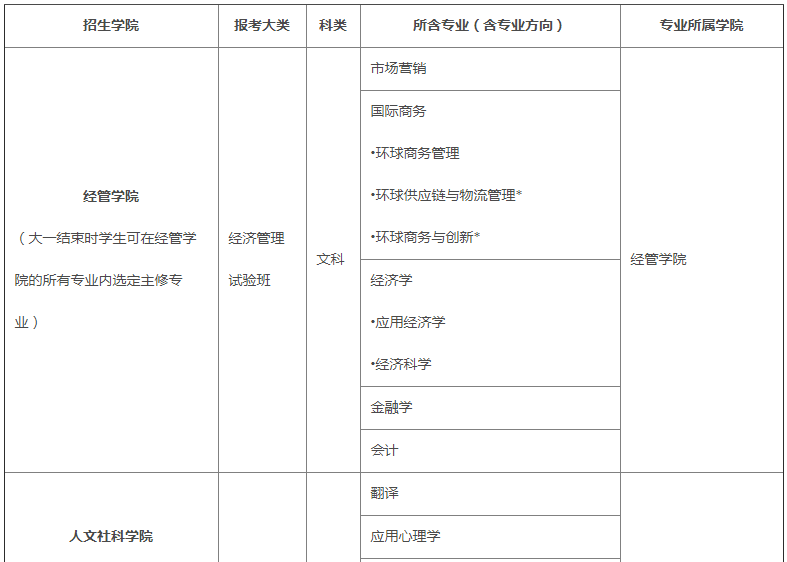 招生学院
报考大类
科类
所含专业（含专业方向）
专业所属学院
经管学院
（大一结束时学生可在经管学
院的所有专业内选定主修专
业）
经济管理
试验班
文科
市场营销
国际商务
•环球商务管理
•环球供应链与物流管理*
•环球商务与创新*
经济学
•应用经济学
•经济科学
金融学
会计
经管学院
人文社科学院
翻译
应用心理学